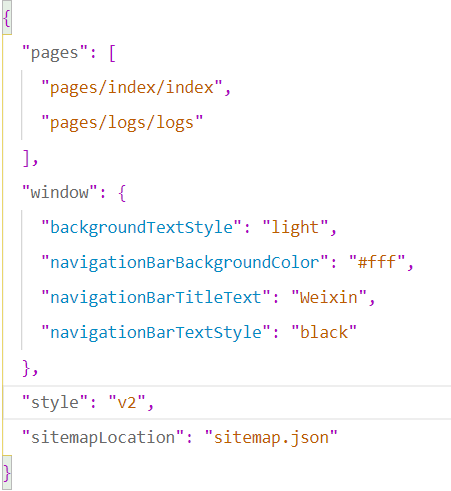 {
"pages": [
"pages/index/index",
"pages/logs/logs"
],
"window": {
"backgroundTextStyle": "light",
"navigationBarBackgroundColor": "#fff",
"navigationBarTitleText": "Weixin",
"navigationBarTextStyle": "black"
},
"style": "v2",
"sitemapLocation": "sitemap.json"
}